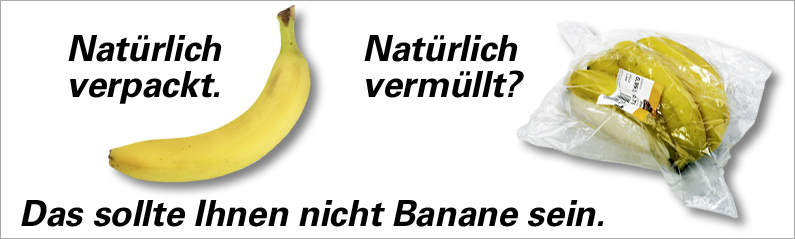 Natürlich
verpackt.
Natürlich
vermüllt?
Das sollte Ihnen nicht Banane sein.